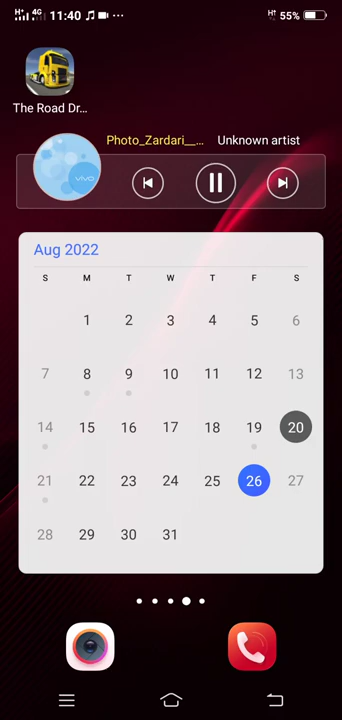 H+ 4G 11:40 ... 55%
The Road Dr...
Photo_Zardari__... Unknown artist
vivo
Aug 2022
S M T W T F S
1 2 3 4 5 6
7 8 9 10 11 12 13
14 15 16 17 18 19 20
21 22 23 24 25 26 27
28 29 30 31